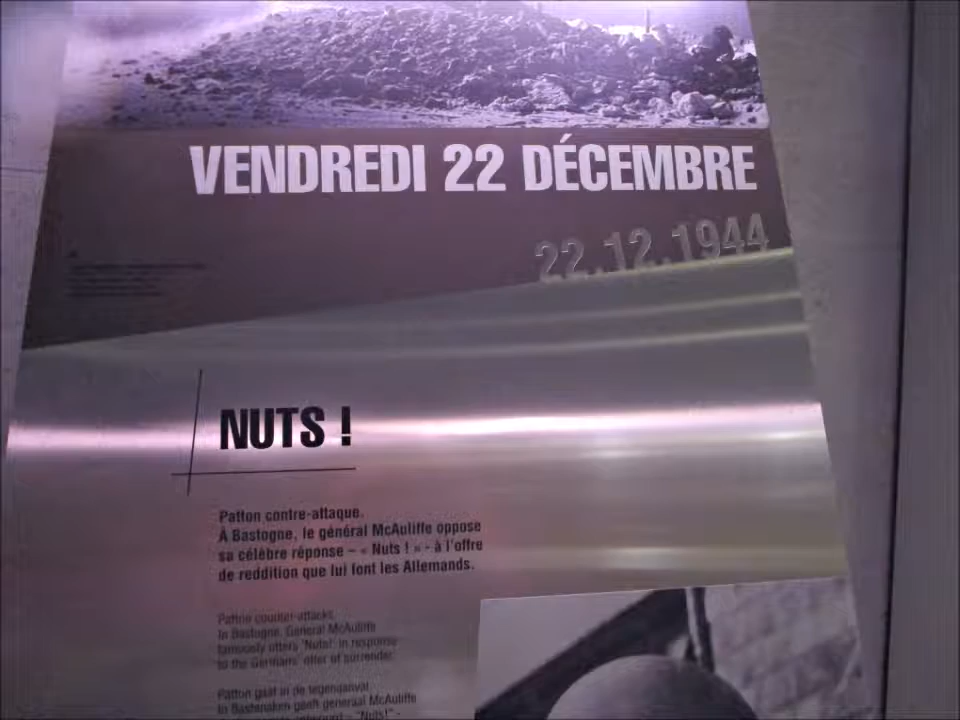 VENDREDI 22 DÉCEMBRE
22.12.1944
NUTS !
Patton contre-attaque.
À Bastogne, le général McAuliffe oppose
sa célèbre réponse – « Nuts ! » - à l'offre
de reddition que lui font les Allemands.
Patton counter-attacks.
In Bastogne, General McAuliffe
famously utters 'Nuts!' in response
to the Germans' offer of surrender.
Patton gaat in de tegenaanval.
In Bastenaken geeft generaal McAuliffe
antwoord – "Nuts!" -